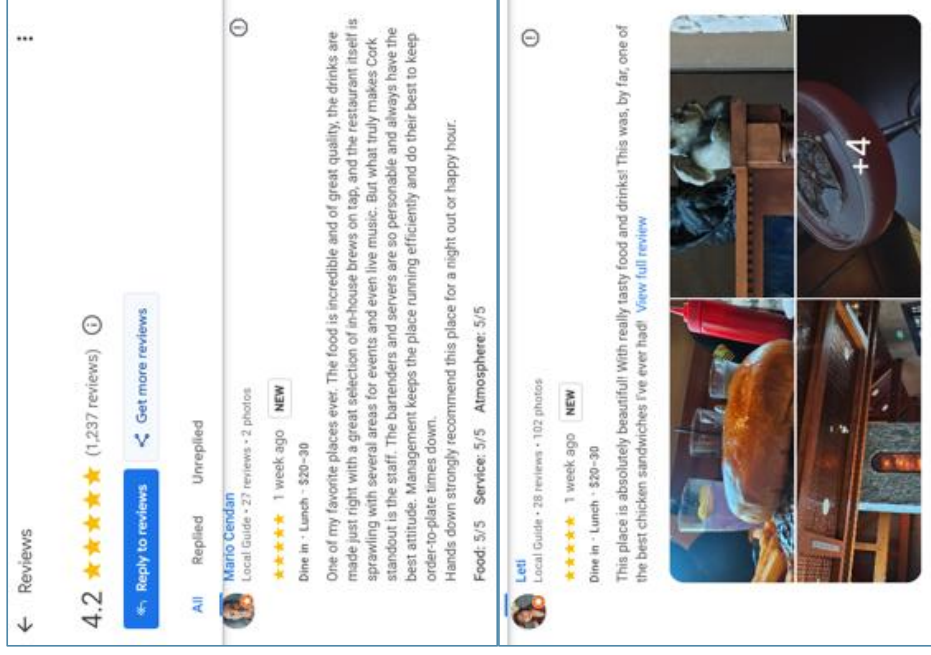 Reviews
4.2 (1,237 reviews)
Reply to reviews
Get more reviews
All Replied Unreplied
Mario Cendan
Local Guide • 27 reviews • 2 photos
1 week ago NEW
Dine in · Lunch · $20–30
One of my favorite places ever. The food is incredible and of great quality, the drinks are
made just right with a great selection of in-house brews on tap, and the restaurant itself is
sprawling with several areas for events and even live music. But what truly makes Cork
standout is the staff. The bartenders and servers are so personable and always have the
best attitude. Management keeps the place running efficiently and do their best to keep
order-to-plate times down.
Hands down strongly recommend this place for a night out or happy hour.
Food: 5/5 Service: 5/5 Atmosphere: 5/5
Leti
Local Guide • 28 reviews • 102 photos
1 week ago NEW
Dine in · Lunch · $20–30
This place is absolutely beautiful! With really tasty food and drinks! This was, by far, one of
the best chicken sandwiches I've ever had! View full review
+4